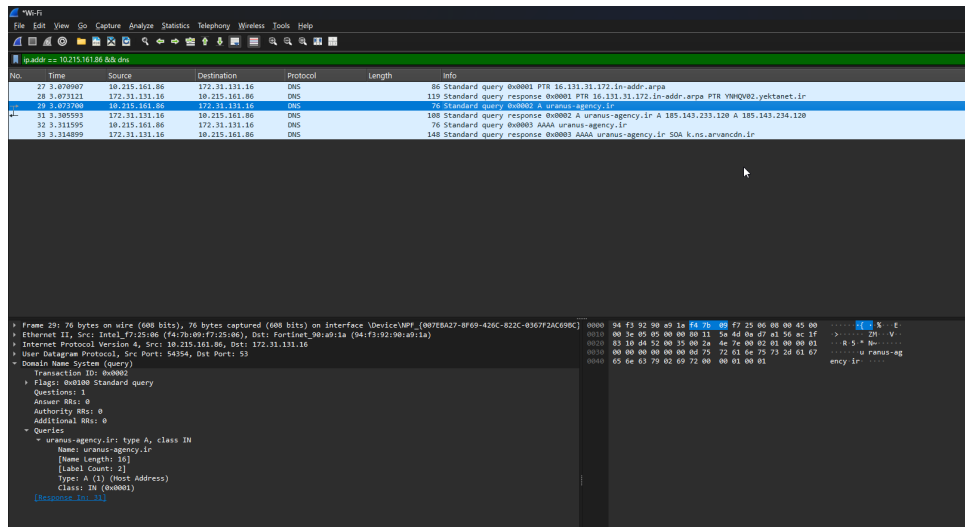 *Wi-Fi
File Edit View Go Capture Analyze Statistics Telephony Wireless Tools Help
ip.addr == 10.215.161.86 && dns
No. Time Source Destination Protocol Length Info
27 3.070907 10.215.161.86 172.31.131.16 DNS 86 Standard query 0x0001 PTR 16.131.31.172.in-addr.arpa
28 3.073121 172.31.131.16 10.215.161.86 DNS 119 Standard query response 0x0001 PTR 16.131.31.172.in-addr.arpa PTR YNHQV02.yektanet.ir
29 3.073700 10.215.161.86 172.31.131.16 DNS 76 Standard query 0x0002 A uranus-agency.ir
31 3.305593 172.31.131.16 10.215.161.86 DNS 108 Standard query response 0x0002 A uranus-agency.ir A 185.143.233.120 A 185.143.234.120
32 3.311595 10.215.161.86 172.31.131.16 DNS 76 Standard query 0x0003 AAAA uranus-agency.ir
33 3.314899 172.31.131.16 10.215.161.86 DNS 148 Standard query response 0x0003 AAAA uranus-agency.ir SOA k.ns.arvancdn.ir
Frame 29: 76 bytes on wire (608 bits), 76 bytes captured (608 bits) on interface \Device\NPF_{007EBA27-8F69-426C-822C-0367F2AC69BC}
Ethernet II, Src: Intel_f7:25:06 (f4:7b:09:f7:25:06), Dst: Fortinet_90:a9:1a (94:f3:92:90:a9:1a)
Internet Protocol Version 4, Src: 10.215.161.86, Dst: 172.31.131.16
User Datagram Protocol, Src Port: 54354, Dst Port: 53
Domain Name System (query)
Transaction ID: 0x0002
Flags: 0x0100 Standard query
Questions: 1
Answer RRs: 0
Authority RRs: 0
Additional RRs: 0
Queries
uranus-agency.ir: type A, class IN
Name: uranus-agency.ir
[Name Length: 16]
[Label Count: 2]
Type: A (1) (Host Address)
Class: IN (0x0001)
[Response In: 31]
0000 94 f3 92 90 a9 1a f4 7b 09 f7 25 06 08 00 45 00 ·······{ ··%···E·
0010 00 3e 05 05 00 00 80 11 5a 4d 0a d7 a1 56 ac 1f ·>······ ZM···V··
0020 83 10 d4 52 00 35 00 2a 4e 7e 00 02 01 00 00 01 ···R·5·* N~······
0030 00 00 00 00 00 00 0d 75 72 61 6e 75 73 2d 61 67 ·······u ranus-ag
0040 65 6e 63 79 02 69 72 00 00 01 00 01 ency·ir· ····